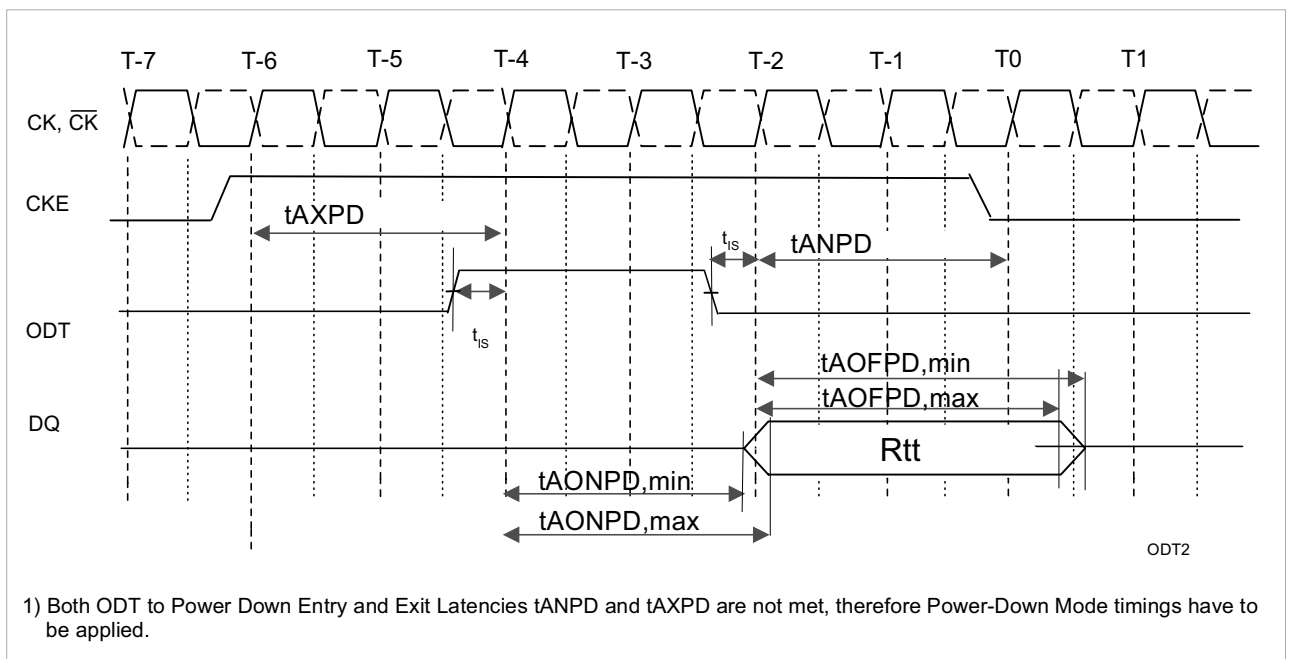 T-7 T-6 T-5 T-4 T-3 T-2 T-1 T0 T1
CK, C̅K̅
CKE
tAXPD
tIS
tANPD
ODT
tIS
tAOFPD,min
tAOFPD,max
DQ
Rtt
tAONPD,min
tAONPD,max
ODT2
1) Both ODT to Power Down Entry and Exit Latencies tANPD and tAXPD are not met, therefore Power-Down Mode timings have to
be applied.